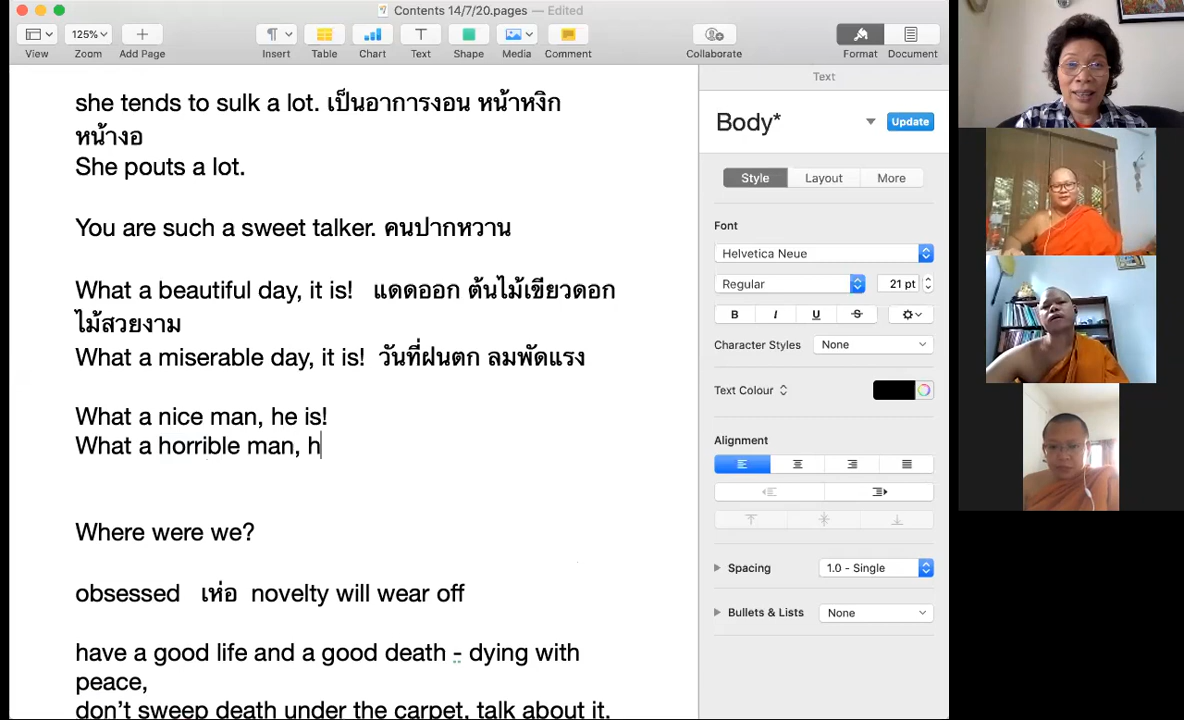 Contents 14/7/20.pages — Edited
125%
View Zoom Add Page Insert Table Chart Text Shape Media Comment Collaborate Format Document
she tends to sulk a lot. เป็นอาการงอน หน้าหงิก
หน้างอ
She pouts a lot.
You are such a sweet talker. คนปากหวาน
What a beautiful day, it is! แดดออก ต้นไม้เขียวดอก
ไม้สวยงาม
What a miserable day, it is! วันที่ฝนตก ลมพัดแรง
What a nice man, he is!
What a horrible man, h
Where were we?
obsessed เห่อ novelty will wear off
have a good life and a good death - dying with
peace,
don't sweep death under the carpet, talk about it.
Text
Body* Update
Style Layout More
Font
Helvetica Neue
Regular 21 pt
B I U S
Character Styles None
Text Colour
Alignment
Spacing 1.0 - Single
Bullets & Lists None